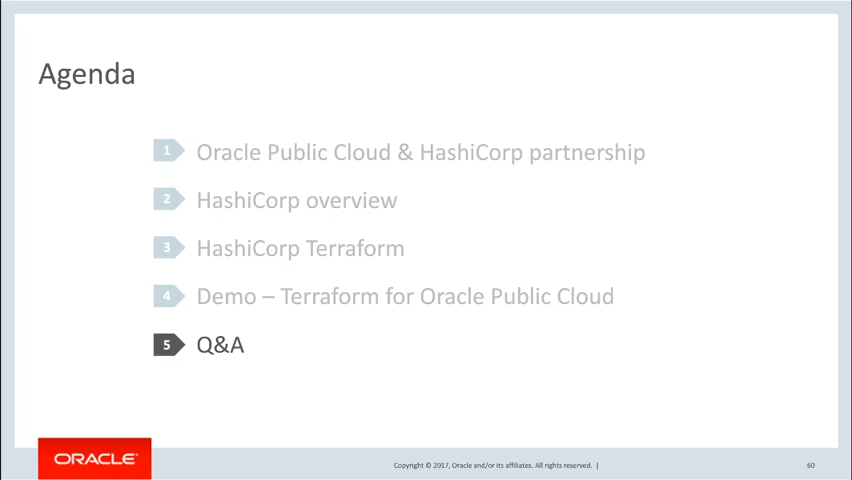 Agenda
1 Oracle Public Cloud & HashiCorp partnership
2 HashiCorp overview
3 HashiCorp Terraform
4 Demo – Terraform for Oracle Public Cloud
5 Q&A
ORACLE®
Copyright © 2017, Oracle and/or its affiliates. All rights reserved. |
60